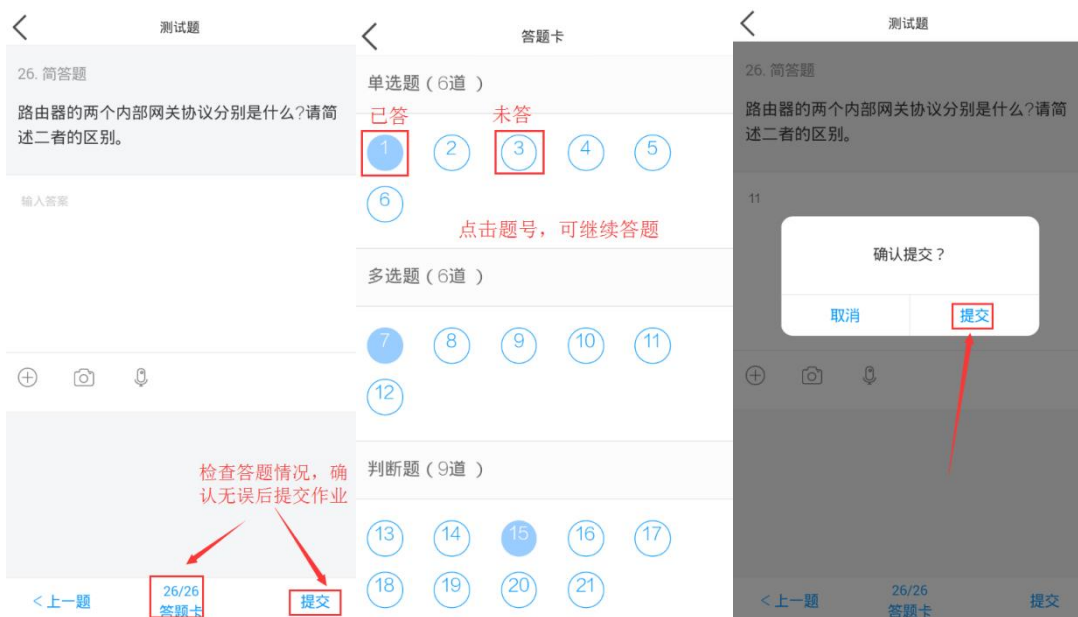 测试题
26. 简答题
路由器的两个内部网关协议分别是什么?请简
述二者的区别。
输入答案
检查答题情况，确
认无误后提交作业
<上一题
26/26
答题卡
提交
答题卡
单选题（6道 ）
已答
未答
1
2
3
4
5
6
点击题号，可继续答题
多选题（6道 ）
7
8
9
10
11
12
判断题（9道 ）
13
14
15
16
17
18
19
20
21
测试题
26. 简答题
路由器的两个内部网关协议分别是什么?请简
述二者的区别。
11
确认提交？
取消
提交
<上一题
26/26
答题卡
提交